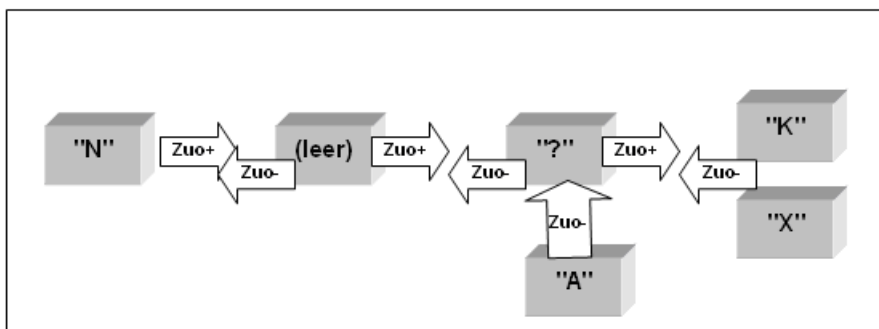 "N"
Zuo+
Zuo-
(leer)
Zuo+
Zuo-
"?"
Zuo+
Zuo-
"K"
"X"
Zuo-
"A"